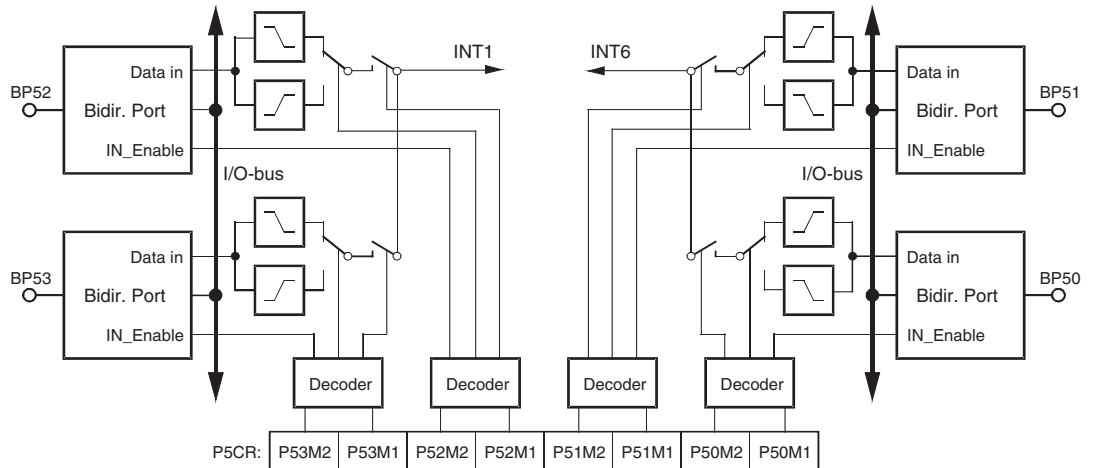 INT1 INT6
Data in Data in
BP52 BP51
Bidir. Port Bidir. Port
IN_Enable IN_Enable
I/O-bus I/O-bus
Data in Data in
BP53 BP50
Bidir. Port Bidir. Port
IN_Enable IN_Enable
Decoder Decoder Decoder Decoder
P5CR: P53M2 P53M1 P52M2 P52M1 P51M2 P51M1 P50M2 P50M1